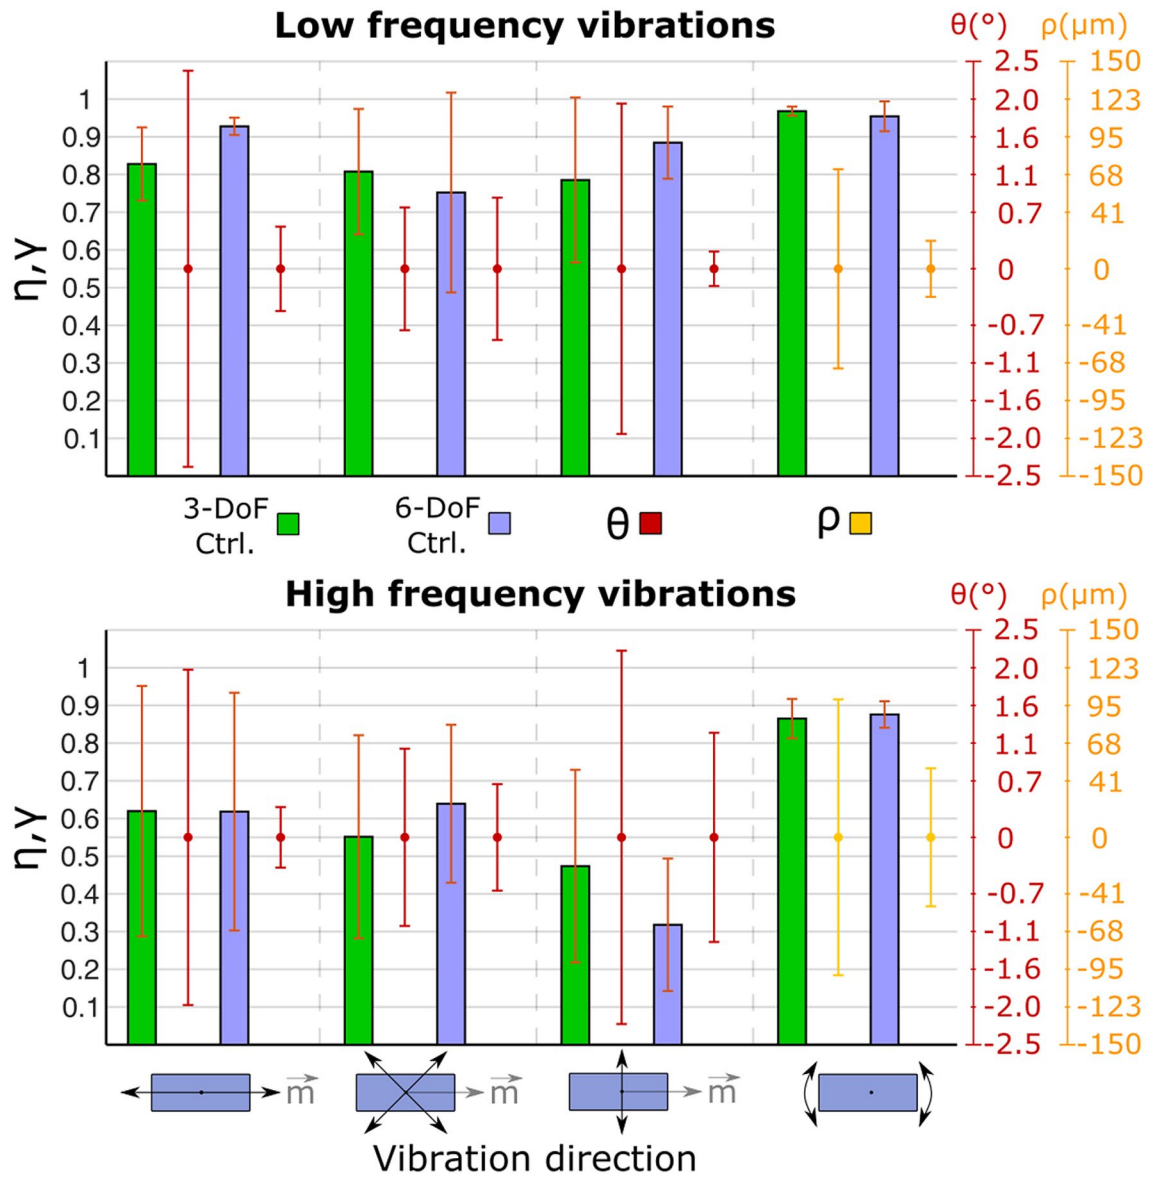 Low frequency vibrations
θ(°) ρ(µm)
2.5 150
1 2.0 123
0.9 1.6 95
0.8 1.1 68
0.7 0.7 41
0.6
0 0
0.5
0.4 -0.7 -41
0.3 -1.1 -68
0.2 -1.6 -95
0.1 -2.0 -123
-2.5 -150
η,γ
3-DoF
Ctrl.
6-DoF
Ctrl.
θ
ρ
High frequency vibrations
θ(°) ρ(µm)
2.5 150
1 2.0 123
0.9 1.6 95
0.8 1.1 68
0.7 0.7 41
0.6
0 0
0.5
0.4 -0.7 -41
0.3 -1.1 -68
0.2 -1.6 -95
0.1 -2.0 -123
-2.5 -150
η,γ
m m m
Vibration direction